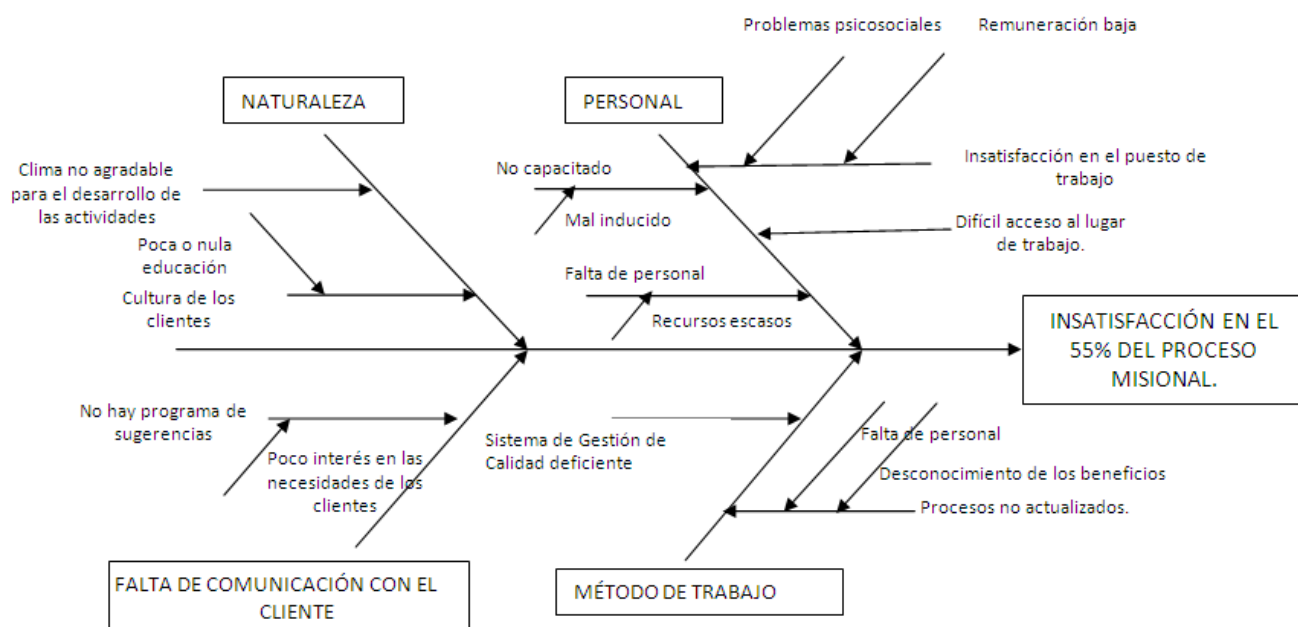 Problemas psicosociales
Remuneración baja
NATURALEZA
PERSONAL
Clima no agradable
para el desarrollo de
las actividades
No capacitado
Insatisfacción en el puesto de
trabajo
Mal inducido
Difícil acceso al lugar
de trabajo.
Poca o nula
educación
Falta de personal
Cultura de los
clientes
Recursos escasos
INSATISFACCIÓN EN EL
55% DEL PROCESO
MISIONAL.
No hay programa de
sugerencias
Sistema de Gestión de
Calidad deficiente
Falta de personal
Poco interés en las
necesidades de los
clientes
Desconocimiento de los beneficios
Procesos no actualizados.
FALTA DE COMUNICACIÓN CON EL
CLIENTE
MÉTODO DE TRABAJO